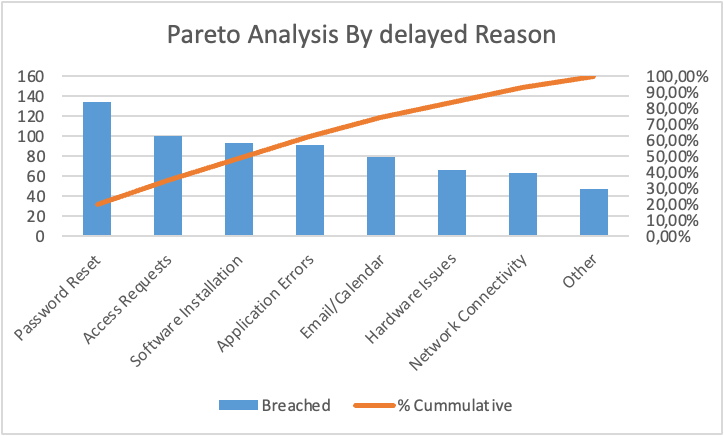 Pareto Analysis By delayed Reason
160
140
120
100
80
60
40
20
0
100,00%
90,00%
80,00%
70,00%
60,00%
50,00%
40,00%
30,00%
20,00%
10,00%
0,00%
Password Reset
Access Requests
Software Installation
Application Errors
Email/Calendar
Hardware Issues
Network Connectivity
Other
Breached
% Cummulative